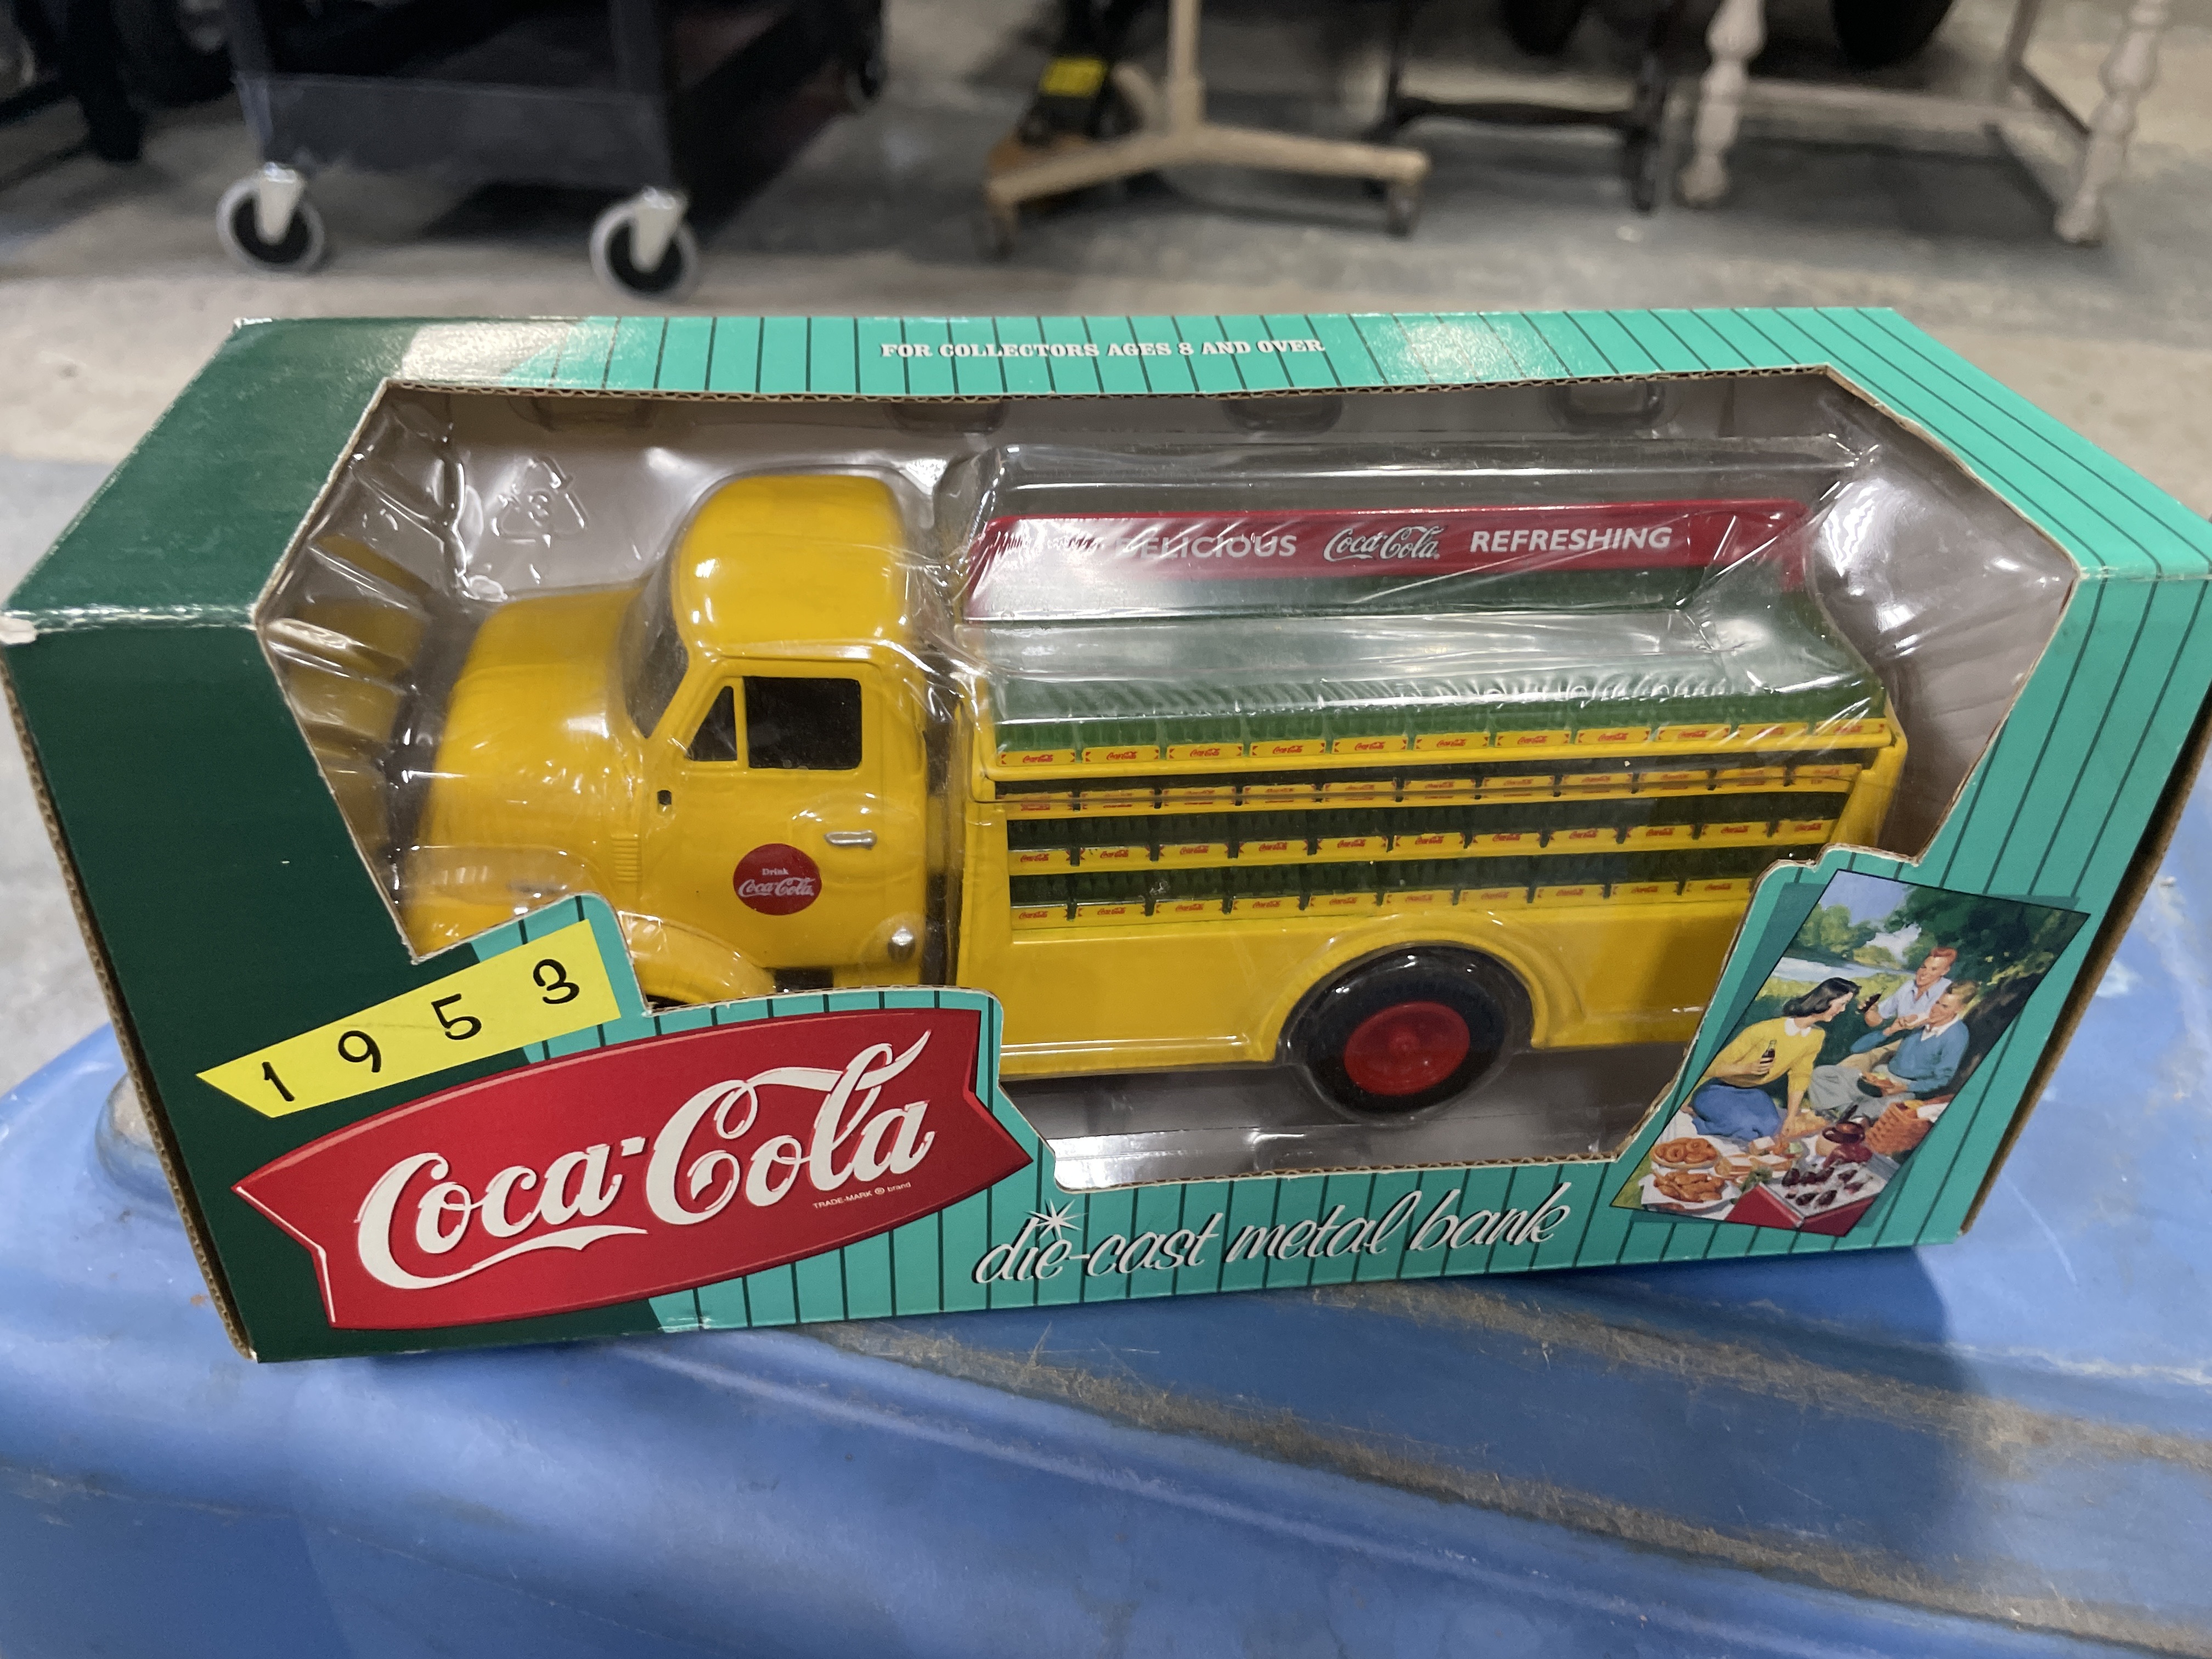 FOR COLLECTORS AGES 8 AND OVER
DELICIOUS Coca-Cola REFRESHING
Drink
Coca-Cola
1953
Coca-Cola
TRADE-MARK ® brand
die-cast metal bank